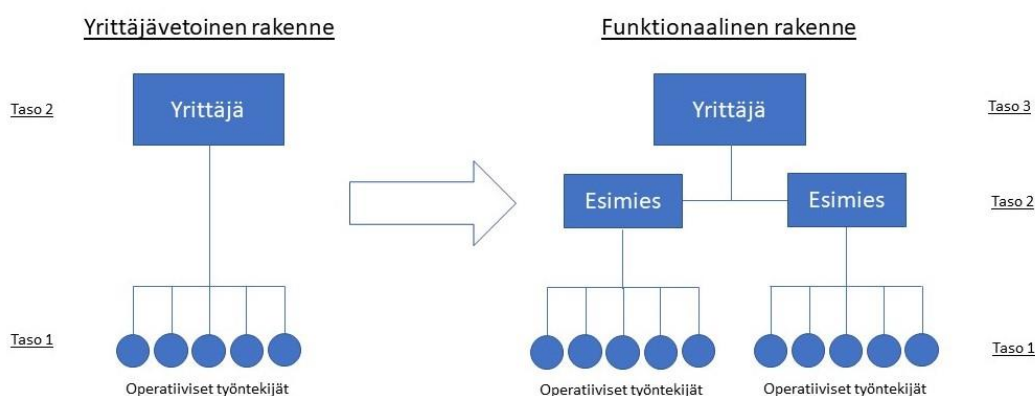 Yrittäjävetoinen rakenne
Taso 2
Yrittäjä
Taso 1
Operatiiviset työntekijät
Funktionaalinen rakenne
Yrittäjä
Taso 3
Esimies
Esimies
Taso 2
Taso 1
Operatiiviset työntekijät
Operatiiviset työntekijät